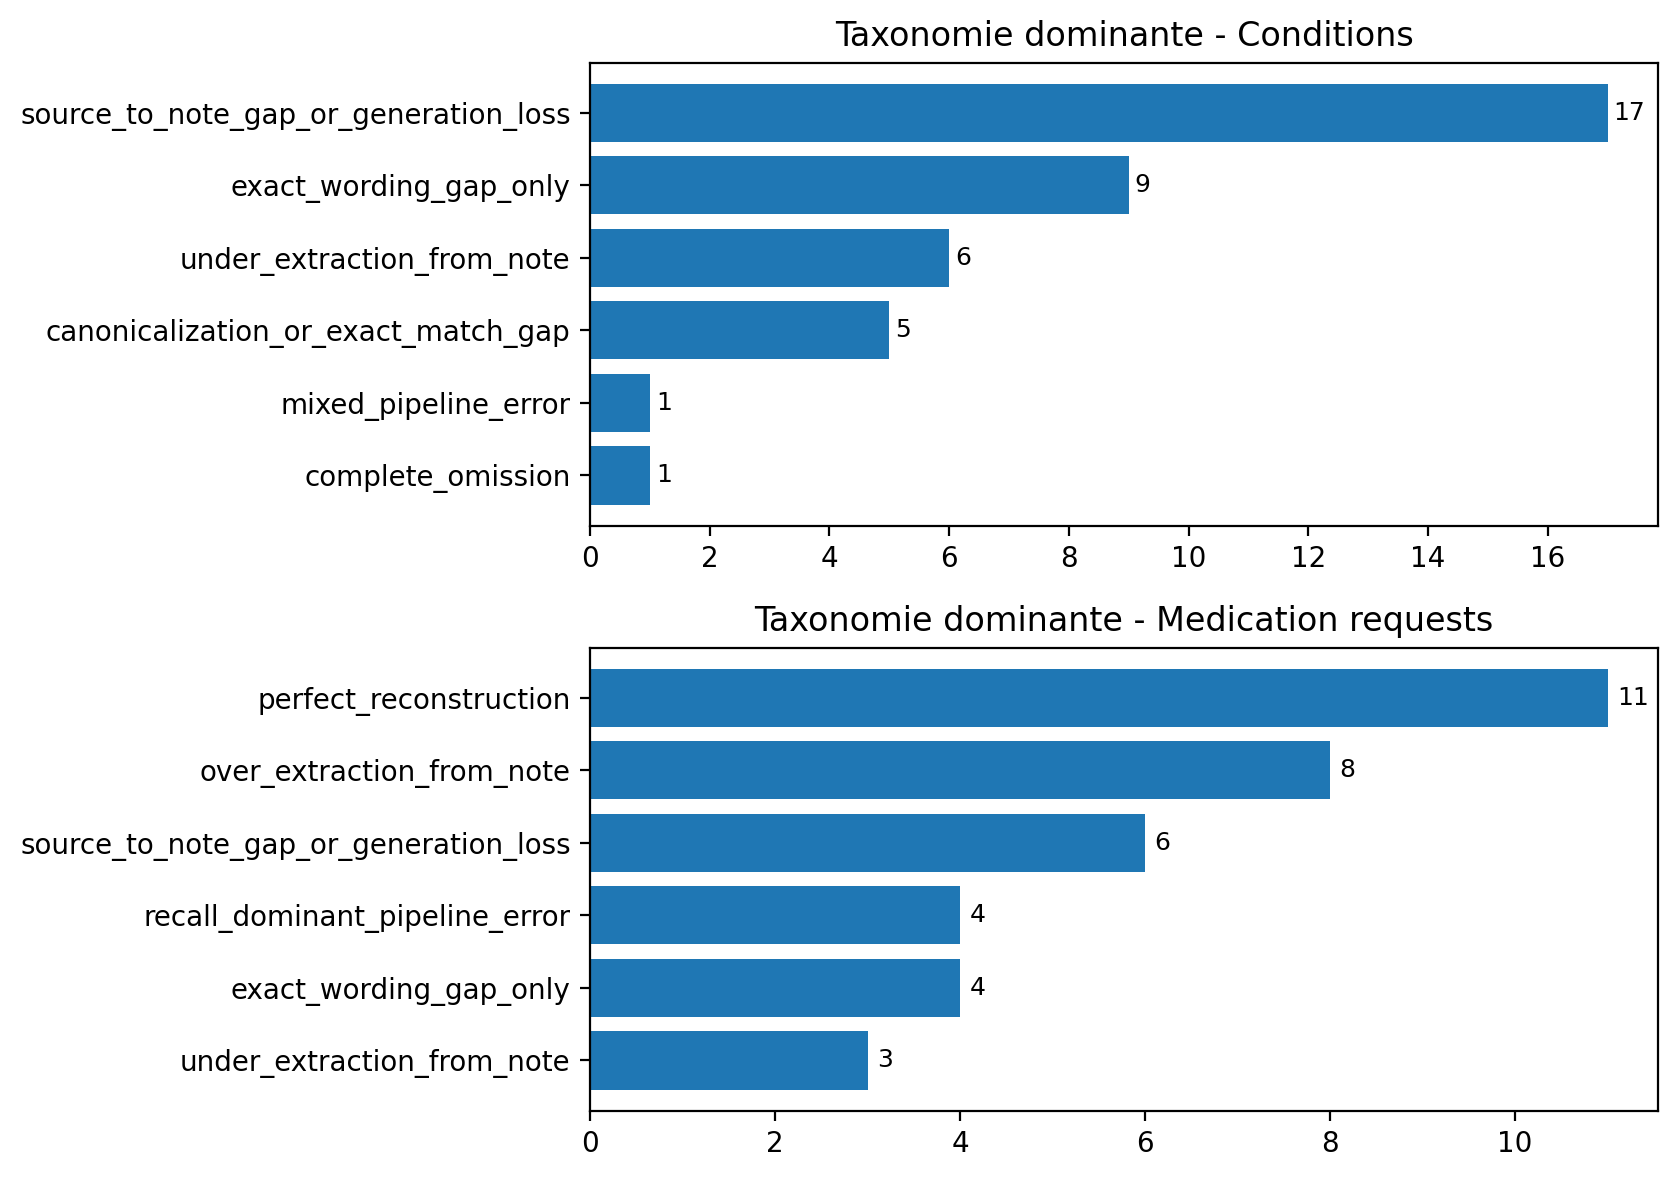 Taxonomie dominante - Conditions
source_to_note_gap_or_generation_loss 17
exact_wording_gap_only 9
under_extraction_from_note 6
canonicalization_or_exact_match_gap 5
mixed_pipeline_error 1
complete_omission 1
0 2 4 6 8 10 12 14 16
Taxonomie dominante - Medication requests
perfect_reconstruction 11
over_extraction_from_note 8
source_to_note_gap_or_generation_loss 6
recall_dominant_pipeline_error 4
exact_wording_gap_only 4
under_extraction_from_note 3
0 2 4 6 8 10